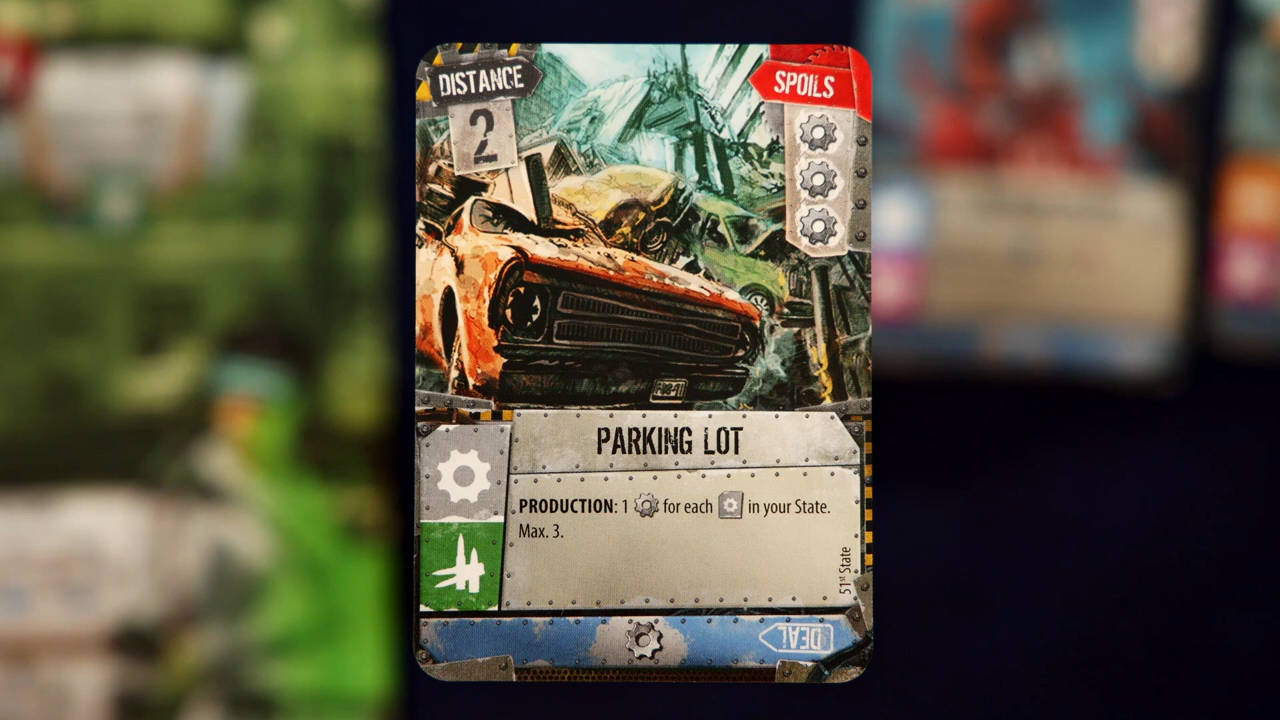 DISTANCE
2
SPOILS
PARKING LOT
PRODUCTION: 1 for each in your State.
Max. 3.
51st State
DEAL